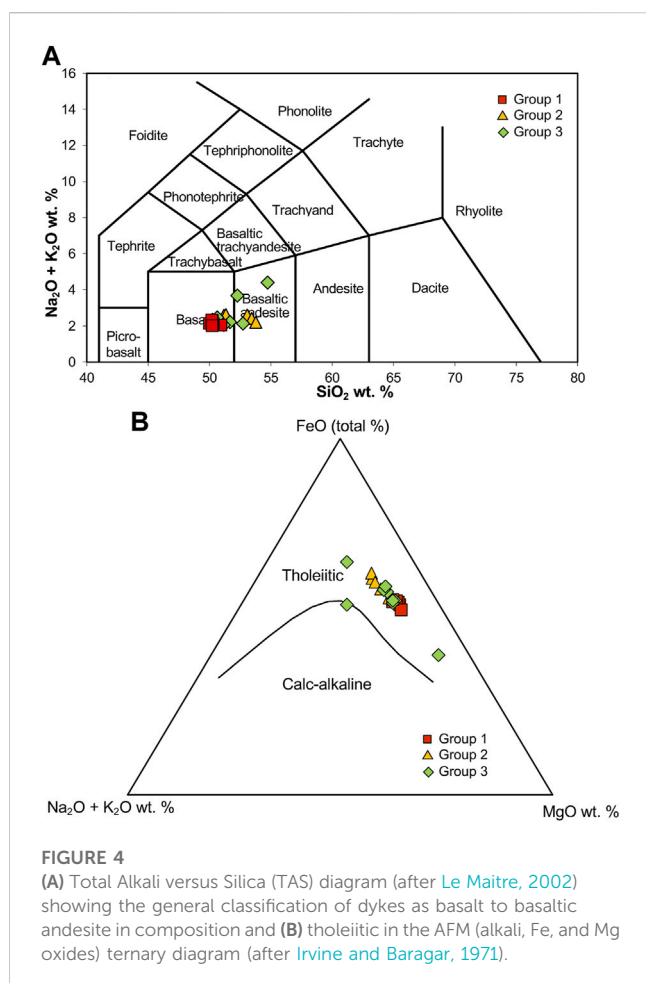 A
16
14
12
10
8
6
4
2
0
Na₂O + K₂O wt. %
Foidite
Phonolite
Tephriphonolite
Trachyte
Phonotephrite
Trachyand
Tephrite
Basaltic
trachyandesite
Rhyolite
Trachybasalt
Basaltic
andesite
Andesite
Dacite
Picro-
basalt
Group 1
Group 2
Group 3
40 45 50 55 60 65 70 75 80
SiO₂ wt. %
B
FeO (total %)
Tholeiitic
Calc-alkaline
Group 1
Group 2
Group 3
Na₂O + K₂O wt. %
MgO wt. %
FIGURE 4
(A) Total Alkali versus Silica (TAS) diagram (after Le Maitre, 2002)
showing the general classification of dykes as basalt to basaltic
andesite in composition and (B) tholeiitic in the AFM (alkali, Fe, and Mg
oxides) ternary diagram (after Irvine and Baragar, 1971).